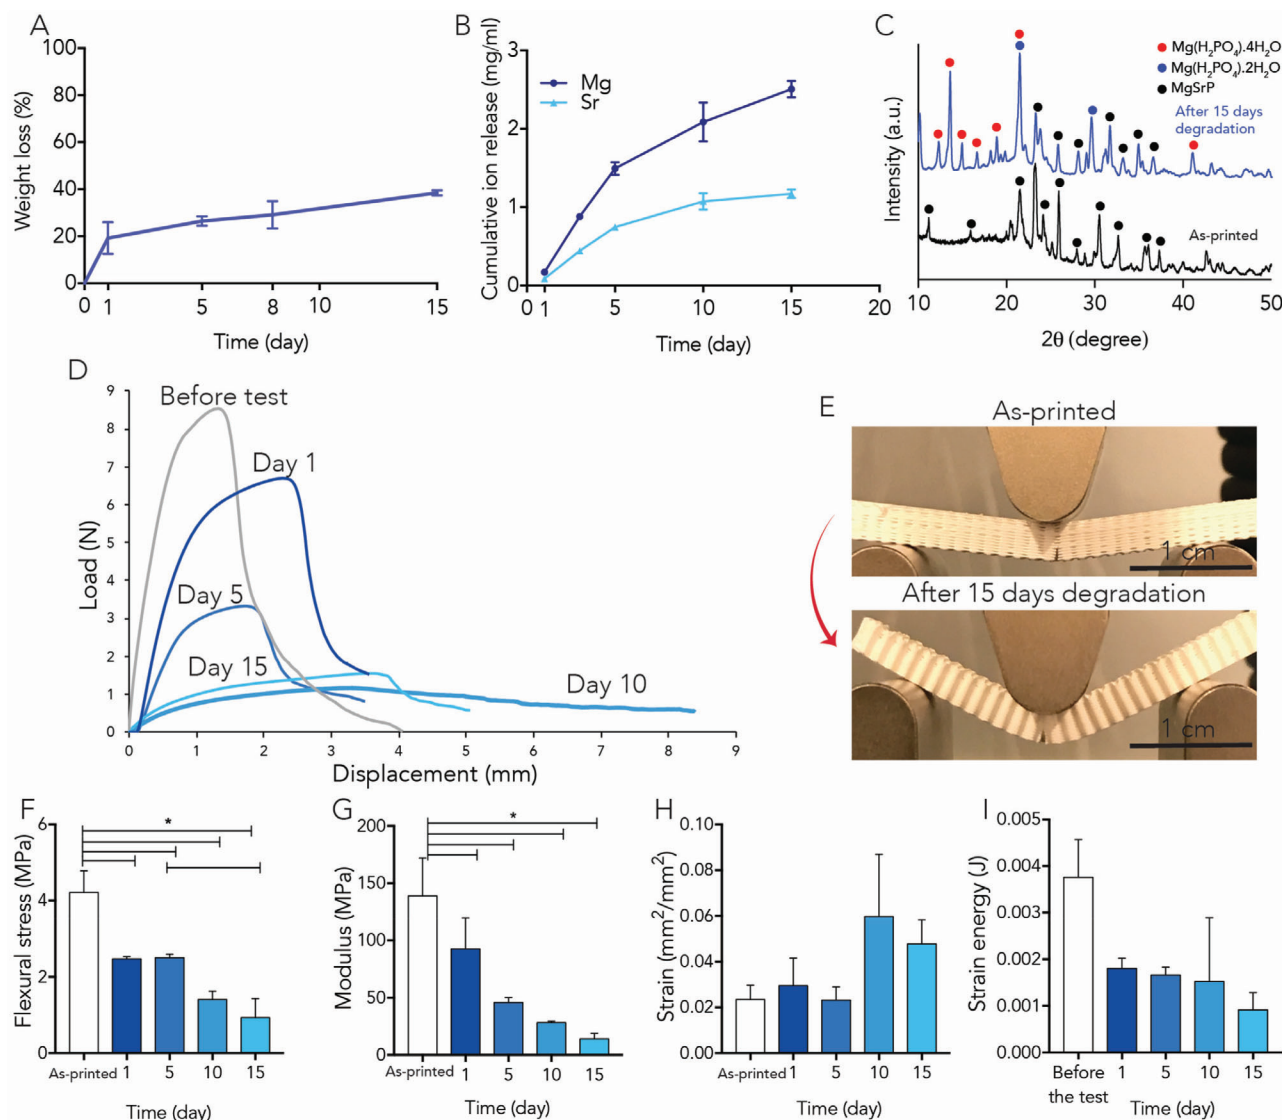 A
Weight loss (%)
100
80
60
40
20
0
0 1 5 8 10 15
Time (day)
B
Cumulative ion release (mg/ml)
3
2
1
0
Mg
Sr
0 1 5 10 15 20
Time (day)
C
Intensity (a.u.)
Mg(H₂PO₄).4H₂O
Mg(H₂PO₄).2H₂O
MgSrP
After 15 days
degradation
As-printed
10 20 30 40 50
2θ (degree)
D
Load (N)
9
8
7
6
5
4
3
2
1
0
Before test
Day 1
Day 5
Day 15
Day 10
0 1 2 3 4 5 6 7 8 9
Displacement (mm)
E
As-printed
1 cm
After 15 days degradation
1 cm
F
Flexural stress (MPa)
6
4
2
0
*
As-printed 1 5 10 15
Time (day)
G
Modulus (MPa)
200
150
100
50
0
*
As-printed 1 5 10 15
Time (day)
H
Strain (mm²/mm²)
0.10
0.08
0.06
0.04
0.02
0.00
As-printed 1 5 10 15
Time (day)
I
Strain energy (J)
0.005
0.004
0.003
0.002
0.001
0.000
Before 1 5 10 15
the test
Time (day)